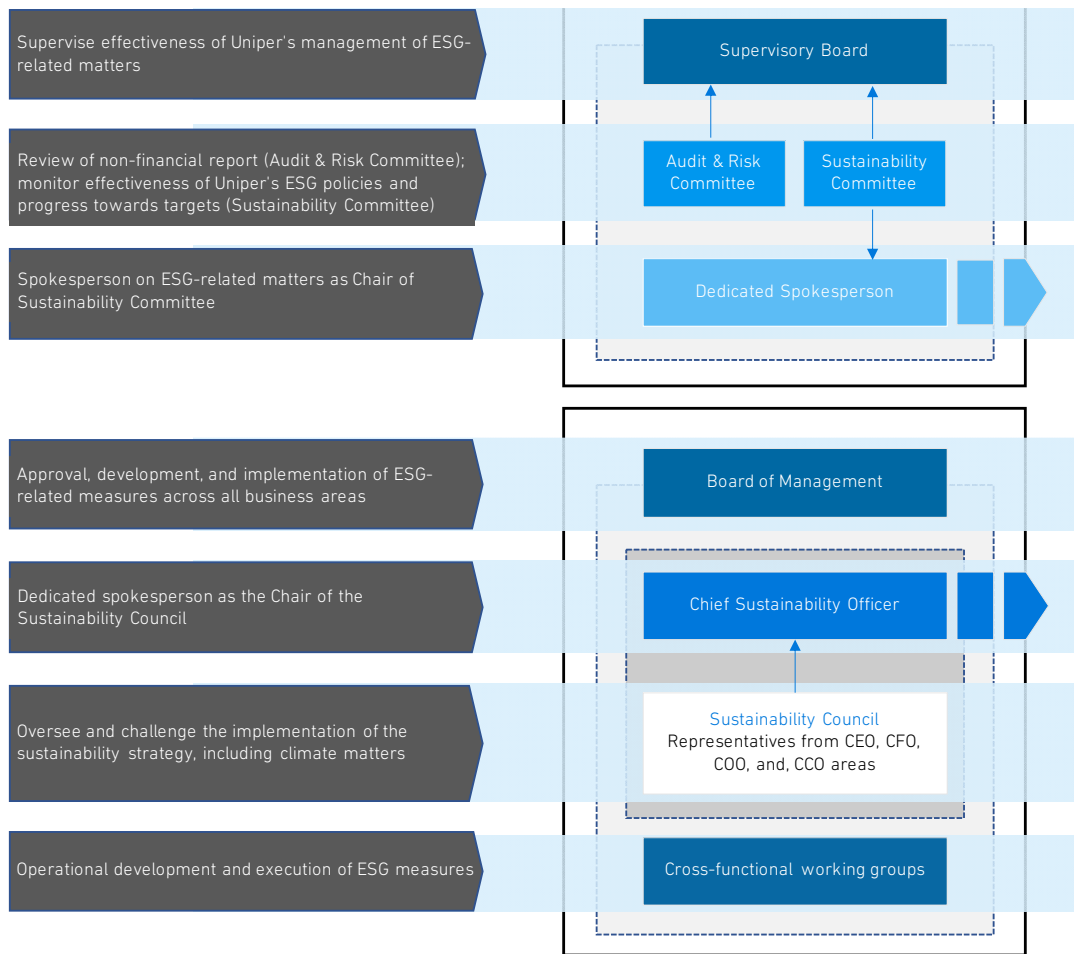 Supervise effectiveness of Uniper's management of ESG-
related matters
Supervisory Board
Review of non-financial report (Audit & Risk Committee);
monitor effectiveness of Uniper's ESG policies and
progress towards targets (Sustainability Committee)
Audit & Risk
Committee
Sustainability
Committee
Spokesperson on ESG-related matters as Chair of
Sustainability Committee
Dedicated Spokesperson
Approval, development, and implementation of ESG-
related measures across all business areas
Board of Management
Dedicated spokesperson as the Chair of the
Sustainability Council
Chief Sustainability Officer
Oversee and challenge the implementation of the
sustainability strategy, including climate matters
Sustainability Council
Representatives from CEO, CFO,
COO, and, CCO areas
Operational development and execution of ESG measures
Cross-functional working groups